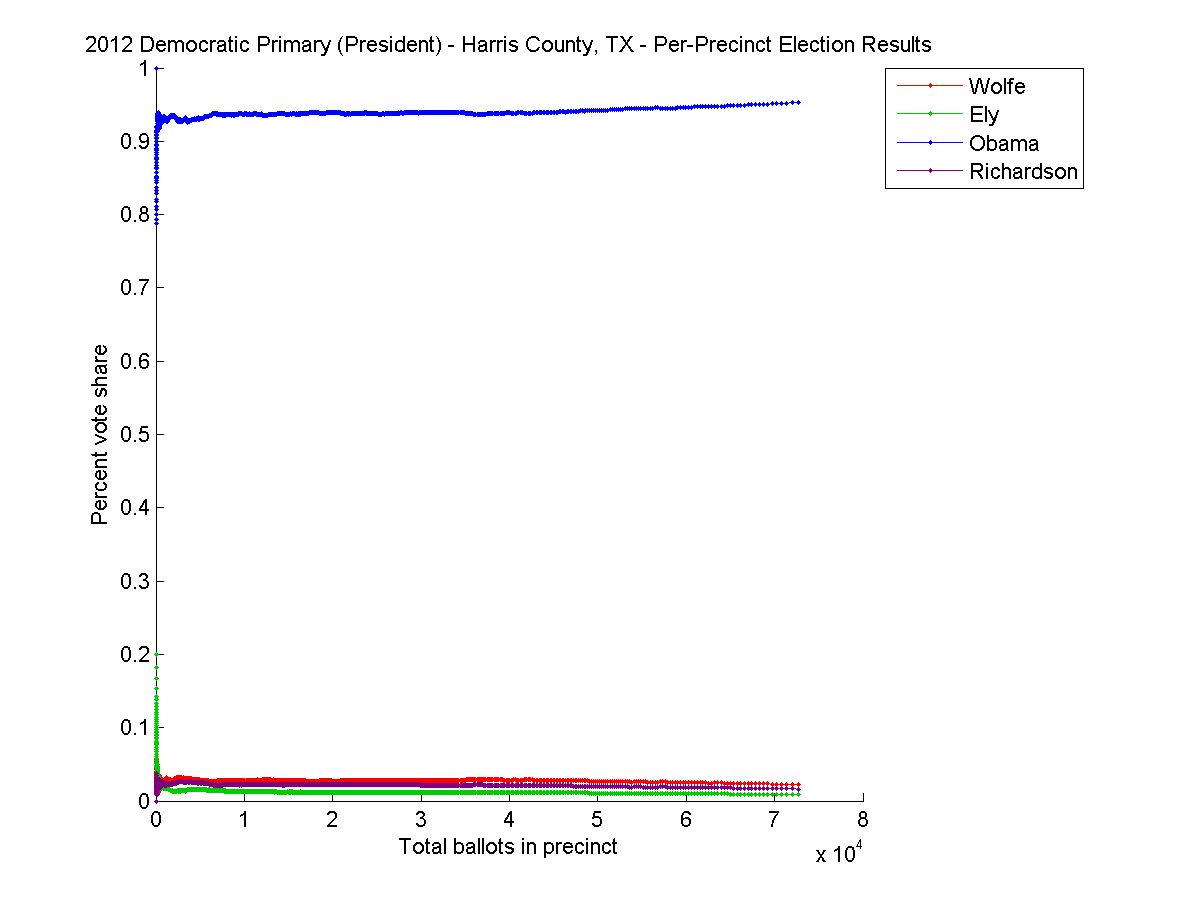 2012 Democratic Primary (President) - Harris County, TX - Per-Precinct Election Results
Wolfe
Ely
Obama
Richardson
1
0.9
0.8
0.7
0.6
0.5
0.4
0.3
0.2
0.1
0
Percent vote share
0 1 2 3 4 5 6 7 8
x 10^4
Total ballots in precinct